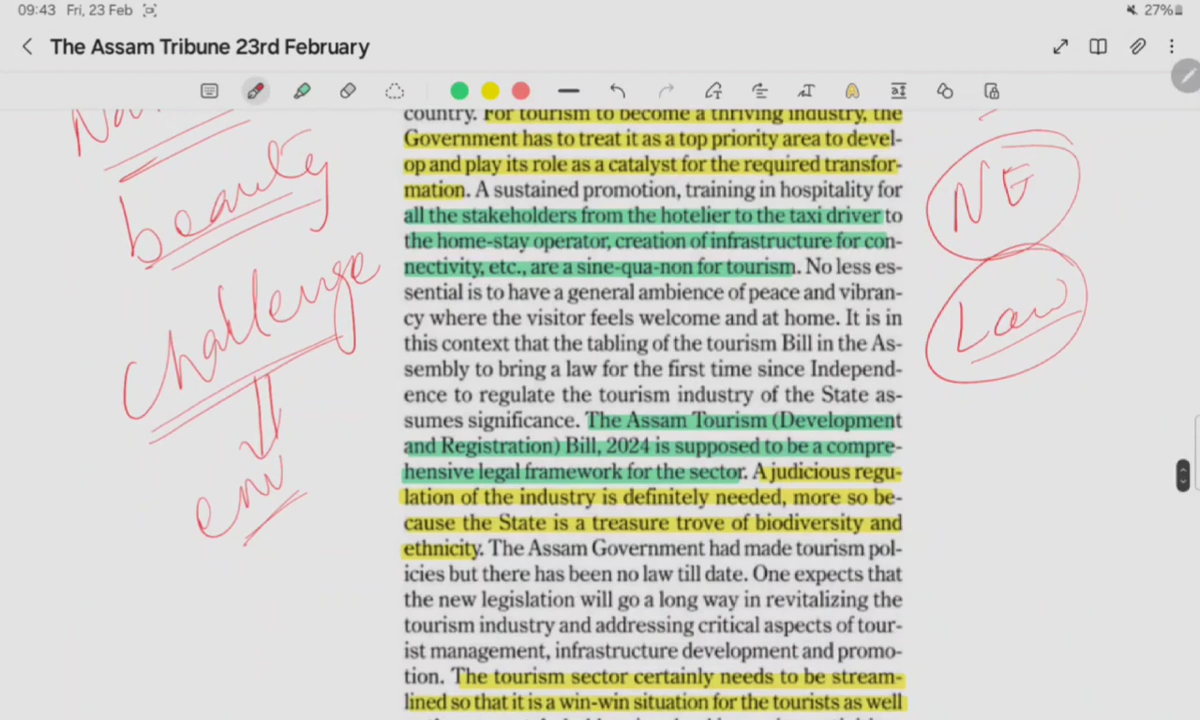 09:43 Fri, 23 Feb
27%
The Assam Tribune 23rd February
beauty
challenge
env
country. For tourism to become a thriving industry, the
Government has to treat it as a top priority area to devel-
op and play its role as a catalyst for the required transfor-
mation. A sustained promotion, training in hospitality for
all the stakeholders from the hotelier to the taxi driver to
the home-stay operator, creation of infrastructure for con-
nectivity, etc., are a sine-qua-non for tourism. No less es-
sential is to have a general ambience of peace and vibran-
cy where the visitor feels welcome and at home. It is in
this context that the tabling of the tourism Bill in the As-
sembly to bring a law for the first time since Independ-
ence to regulate the tourism industry of the State as-
sumes significance. The Assam Tourism (Development
and Registration) Bill, 2024 is supposed to be a compre-
hensive legal framework for the sector. A judicious regu-
lation of the industry is definitely needed, more so be-
cause the State is a treasure trove of biodiversity and
ethnicity. The Assam Government had made tourism pol-
icies but there has been no law till date. One expects that
the new legislation will go a long way in revitalizing the
tourism industry and addressing critical aspects of tour-
ist management, infrastructure development and promo-
tion. The tourism sector certainly needs to be stream-
lined so that it is a win-win situation for the tourists as well
NE
Law